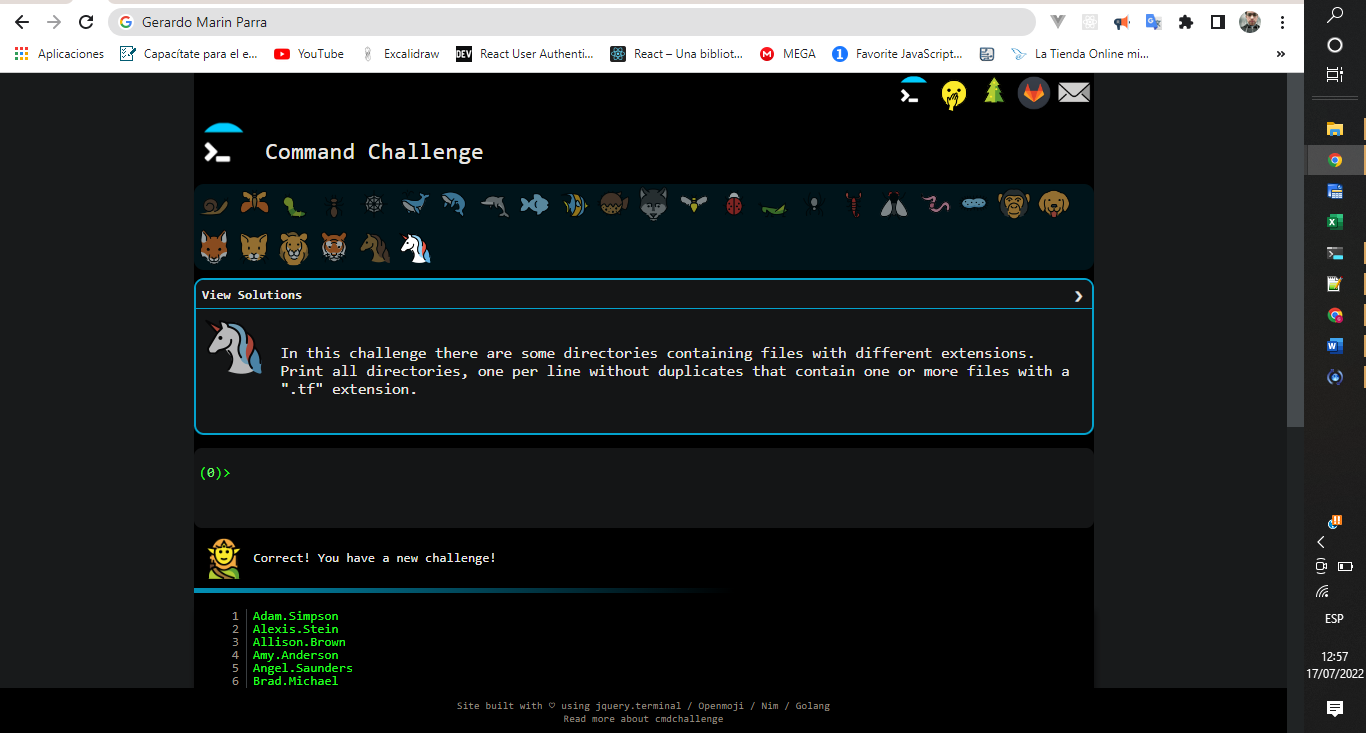 Gerardo Marin Parra
Aplicaciones
Capacítate para el e...
YouTube
Excalidraw
DEV
React User Authenti...
React – Una bibliot...
MEGA
Favorite JavaScript...
La Tienda Online mi...
»
Command Challenge
View Solutions
In this challenge there are some directories containing files with different extensions.
Print all directories, one per line without duplicates that contain one or more files with a
".tf" extension.
(0)>
Correct! You have a new challenge!
1 Adam.Simpson
2 Alexis.Stein
3 Allison.Brown
4 Amy.Anderson
5 Angel.Saunders
6 Brad.Michael
Site built with ♡ using jquery.terminal / Openmoji / Nim / Golang
Read more about cmdchallenge
ESP
12:57
17/07/2022